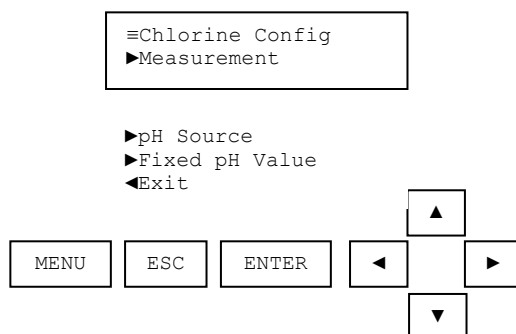 ≡Chlorine Config
►Measurement
►pH Source
►Fixed pH Value
◄Exit
▲
MENU ESC ENTER ◄ ►
▼